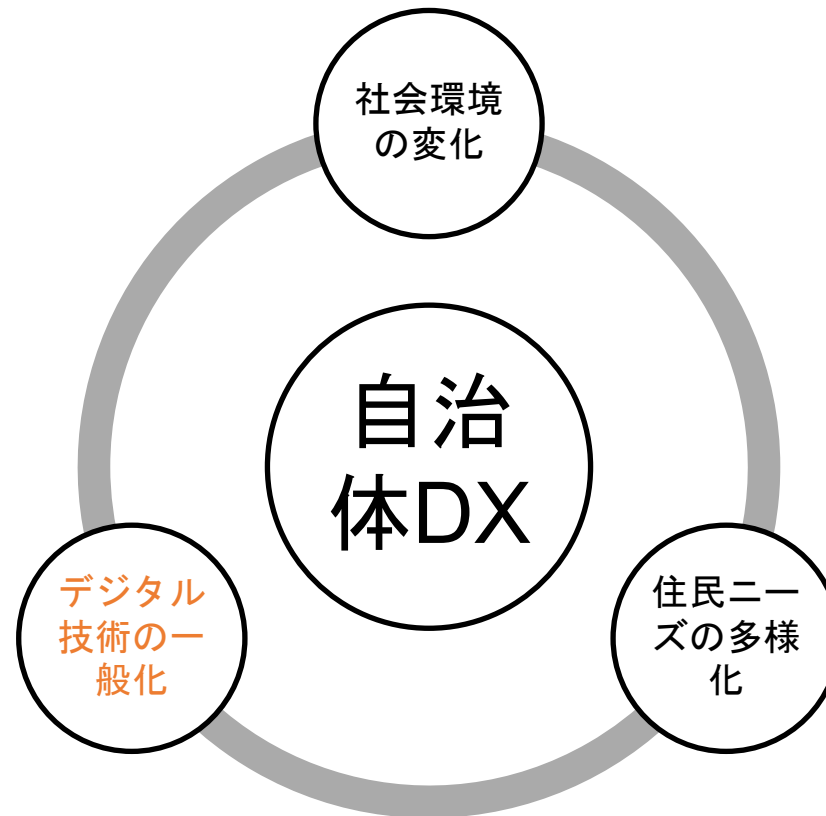 社会環境
の変化
自治
体DX
デジタル
技術の一
般化
住民ニー
ズの多様
化